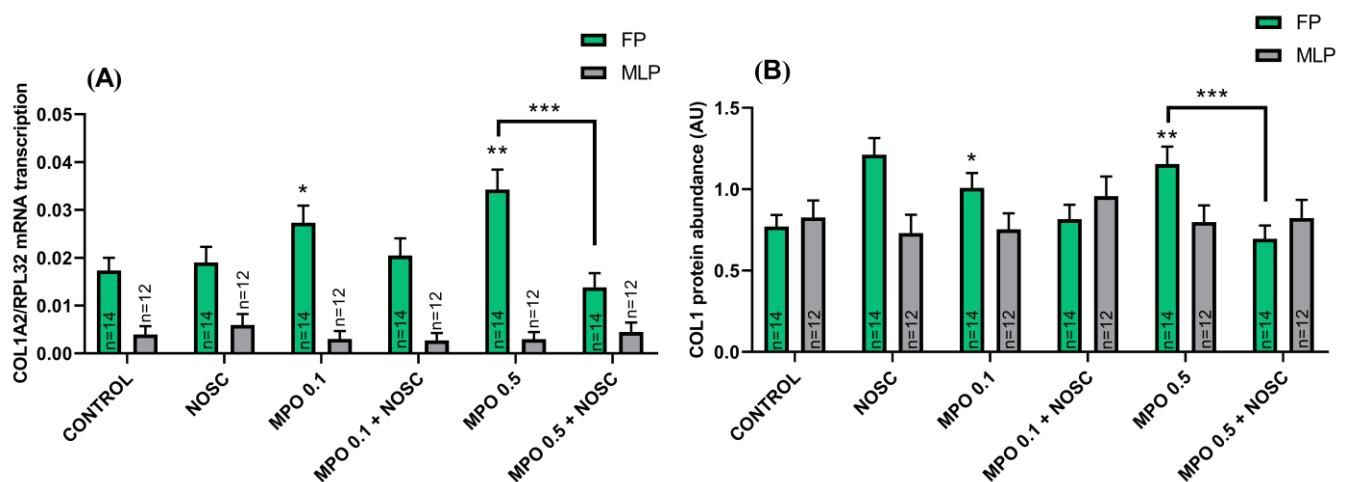 (A)
FP
MLP
COL1A2/RPL32 mRNA transcription
0.05
0.04
0.03
0.02
0.01
0.00
*
**
***
n=14
n=12
n=14
n=12
n=14
n=12
n=14
n=12
n=14
n=12
n=14
n=12
CONTROL
NOSC
MPO 0.1
MPO 0.1 + NOSC
MPO 0.5
MPO 0.5 + NOSC
(B)
FP
MLP
COL1 protein abundance (AU)
1.5
1.0
0.5
0.0
*
**
***
n=14
n=12
n=14
n=12
n=14
n=12
n=14
n=12
n=14
n=12
n=14
n=12
CONTROL
NOSC
MPO 0.1
MPO 0.1 + NOSC
MPO 0.5
MPO 0.5 + NOSC